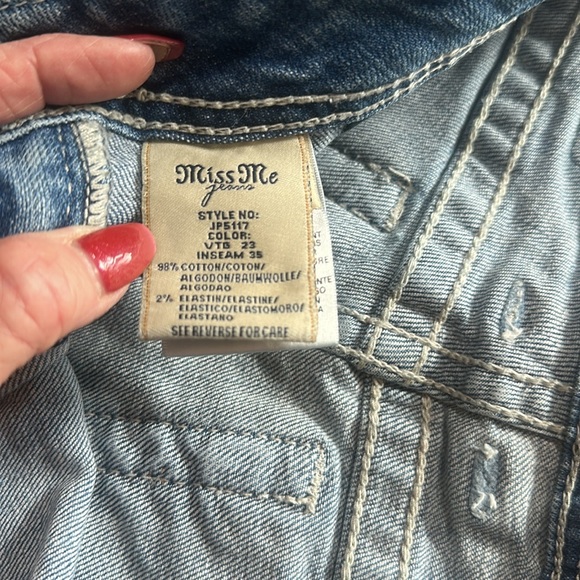 Miss Me
jeans
STYLE NO:
JP5117
COLOR:
VTB 23
INSEAM 35
98% COTTON/COTON/
ALGODON/BAUMWOLLE/
ALGODAO
2% ELASTIN/ELASTINE/
ELASTICO/ELASTOMORO/
ELASTANO
SEE REVERSE FOR CARE